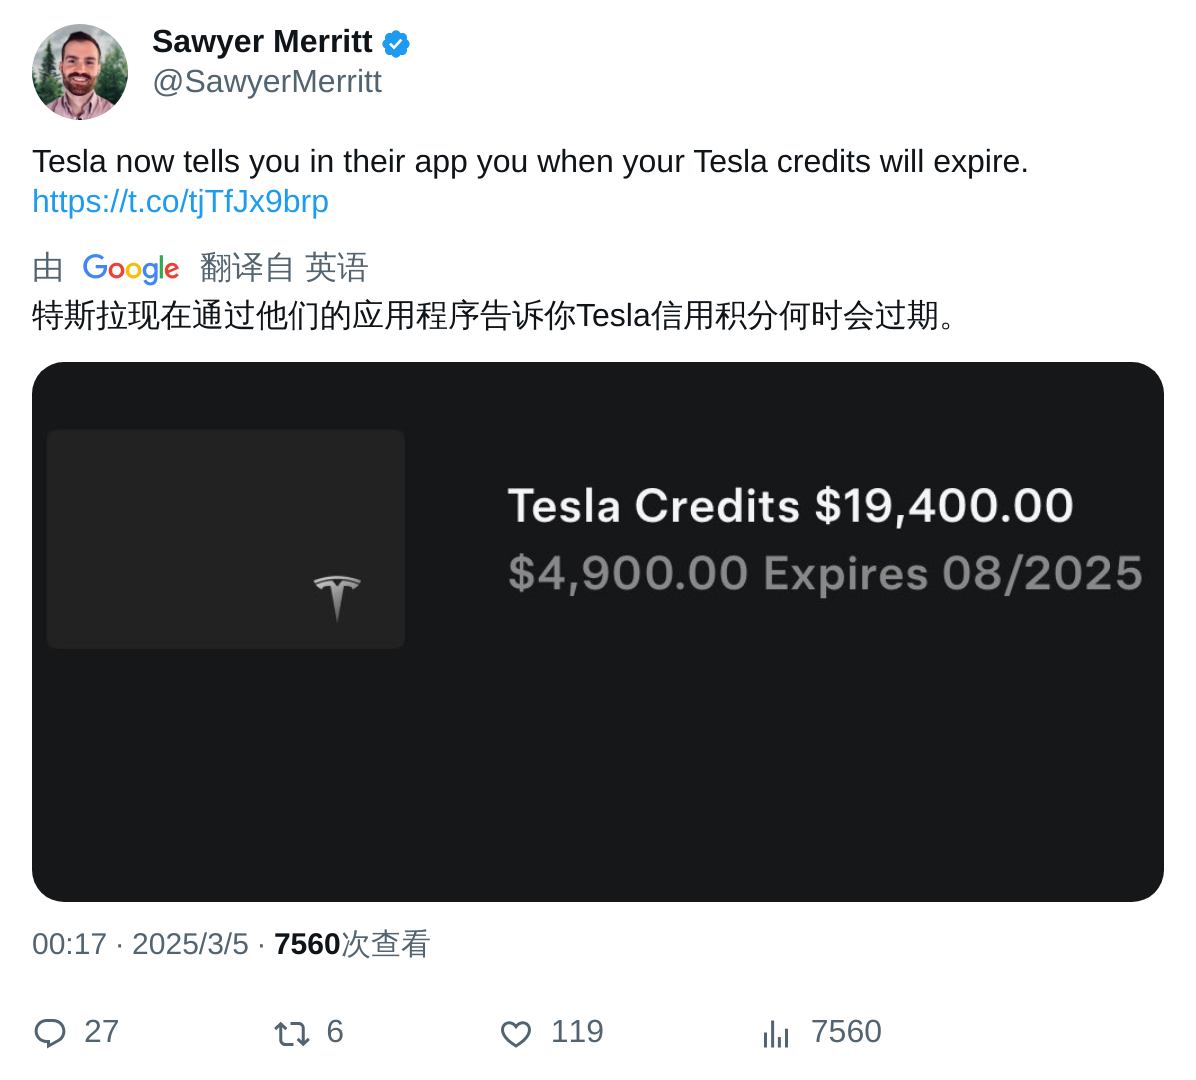 Sawyer Merritt
@SawyerMerritt
Tesla now tells you in their app you when your Tesla credits will expire.
https://t.co/tjTfJx9brp
由 Google 翻译自 英语
特斯拉现在通过他们的应用程序告诉你Tesla信用积分何时会过期。
Tesla Credits $19,400.00
$4,900.00 Expires 08/2025
00:17 · 2025/3/5 · 7560次查看
27 6 119 7560